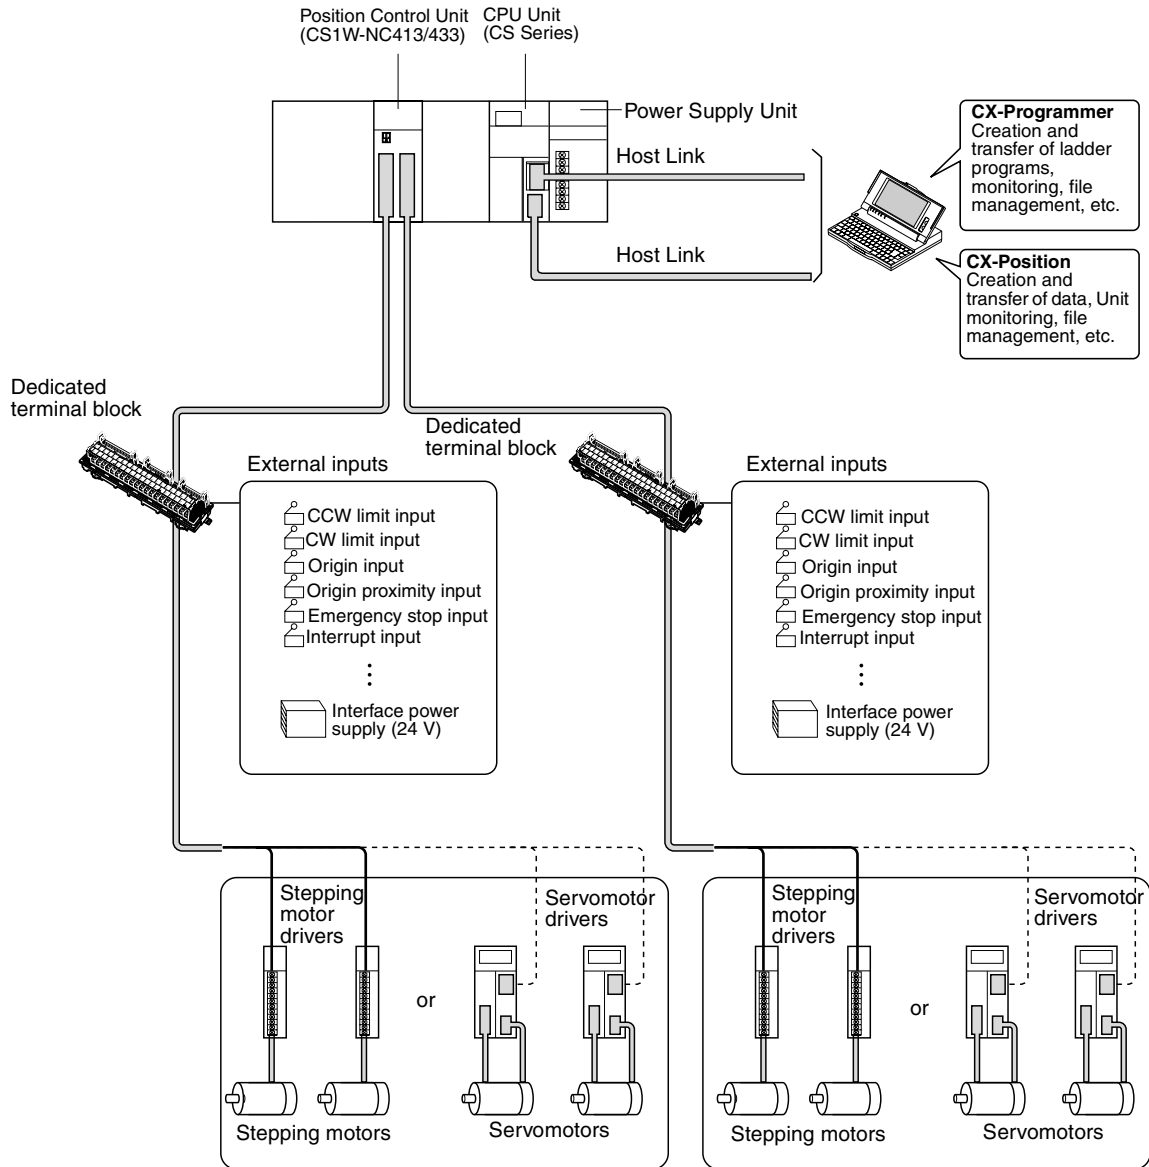 Position Control Unit
(CS1W-NC413/433)
CPU Unit
(CS Series)
Power Supply Unit
Host Link
Host Link
CX-Programmer
Creation and
transfer of ladder
programs,
monitoring, file
management, etc.
CX-Position
Creation and
transfer of data, Unit
monitoring, file
management, etc.
Dedicated
terminal block
External inputs
CCW limit input
CW limit input
Origin input
Origin proximity input
Emergency stop input
Interrupt input
Interface power
supply (24 V)
Dedicated
terminal block
External inputs
CCW limit input
CW limit input
Origin input
Origin proximity input
Emergency stop input
Interrupt input
Interface power
supply (24 V)
Stepping
motor
drivers
or
Servomotor
drivers
Stepping motors
Servomotors
Stepping
motor
drivers
or
Servomotor
drivers
Stepping motors
Servomotors